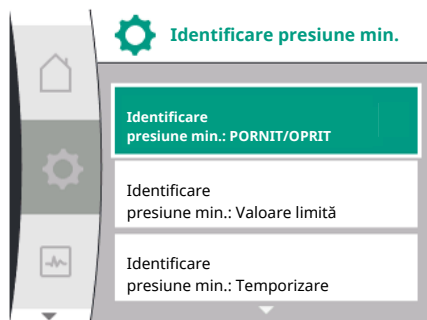 Identificare presiune min.
Identificare
presiune min.: PORNIT/OPRIT
Identificare
presiune min.: Valoare limită
Identificare
presiune min.: Temporizare